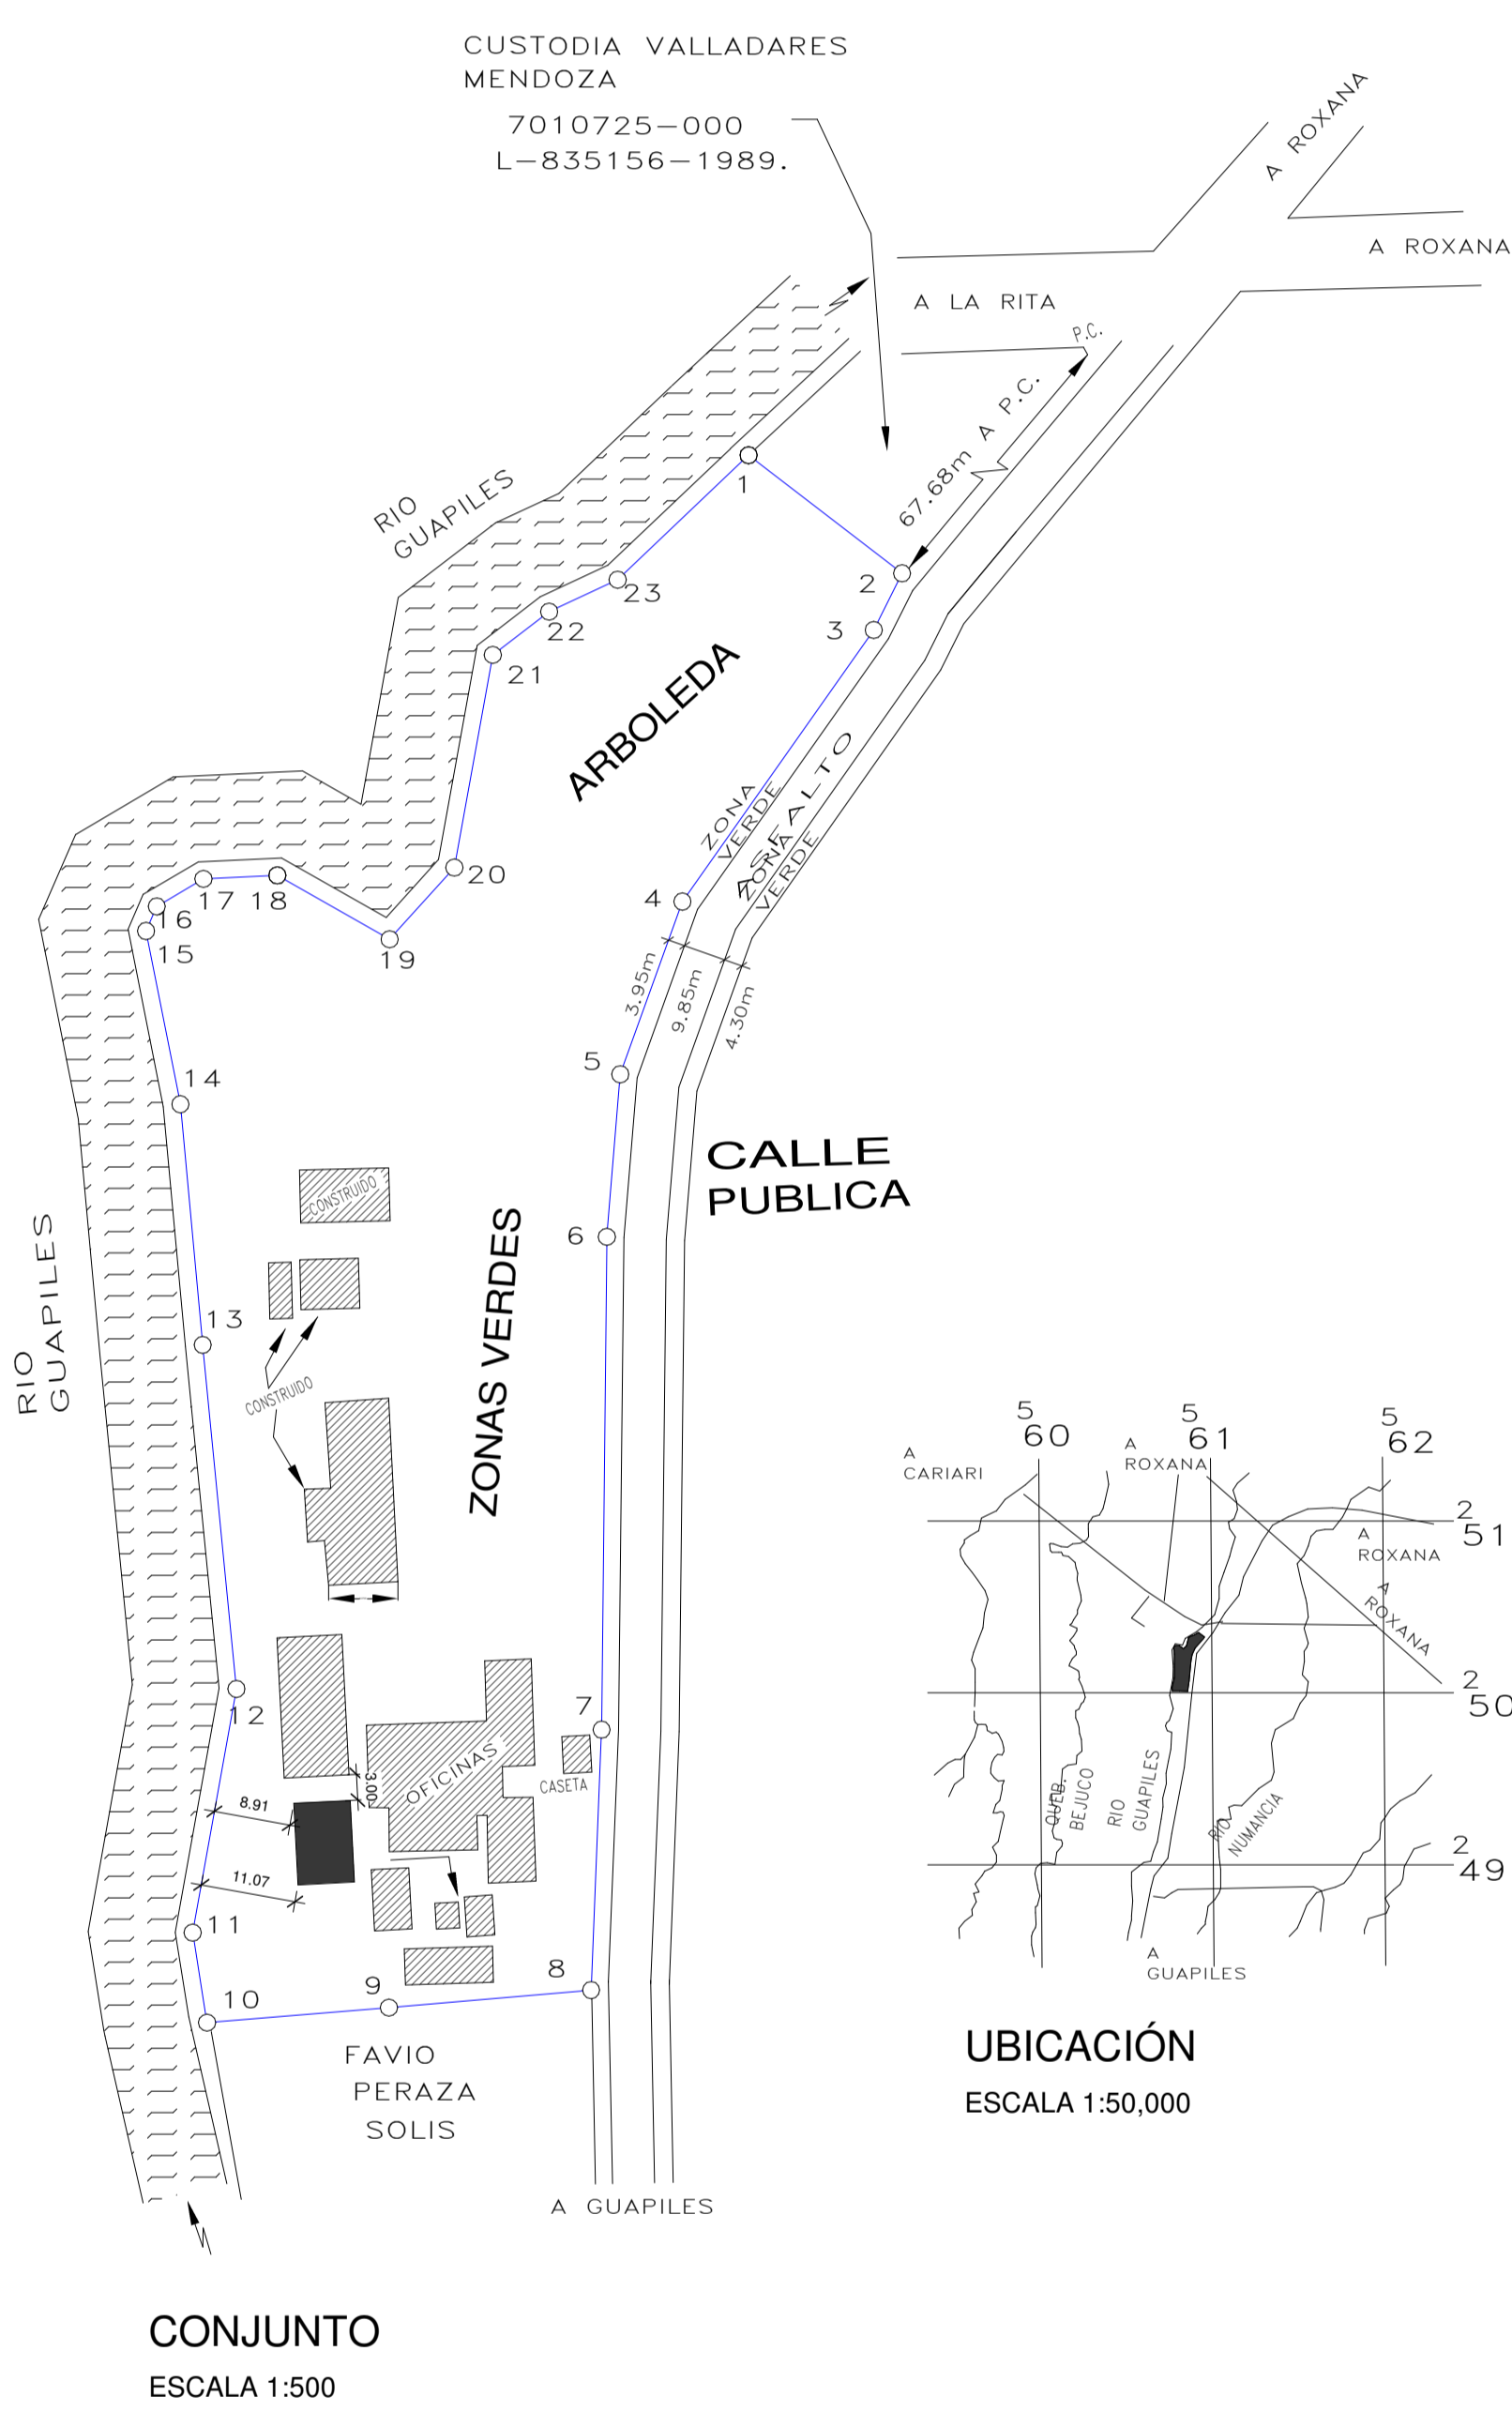 CUSTODIA VALLADARES
MENDOZA
7010725-000
L-835156-1989.
A ROXANA
A ROXANA
A LA RITA
P.C.
67.68m A P.C.
RIO
GUAPILES
1
2
3
23
22
21
ARBOLEDA
ZONA
VERDE
ASFALTO
ZONA
VERDE
20
4
17
18
16
15
19
3.95m
9.85m
4.30m
5
14
CALLE
PUBLICA
CONSTRUIDO
6
ZONAS VERDES
RIO
GUAPILES
13
CONSTRUIDO
12
7
OFICINAS
CASETA
3.00
8.91
11.07
11
8
9
10
FAVIO
PERAZA
SOLIS
A GUAPILES
CONJUNTO
ESCALA 1:500
5
60
5
61
5
62
A
CARIARI
A
ROXANA
2
51
A
ROXANA
A
ROXANA
2
50
QUEB.
BEJUCO
RIO
GUAPILES
RIO
NUMANCIA
2
49
A
GUAPILES
UBICACIÓN
ESCALA 1:50,000